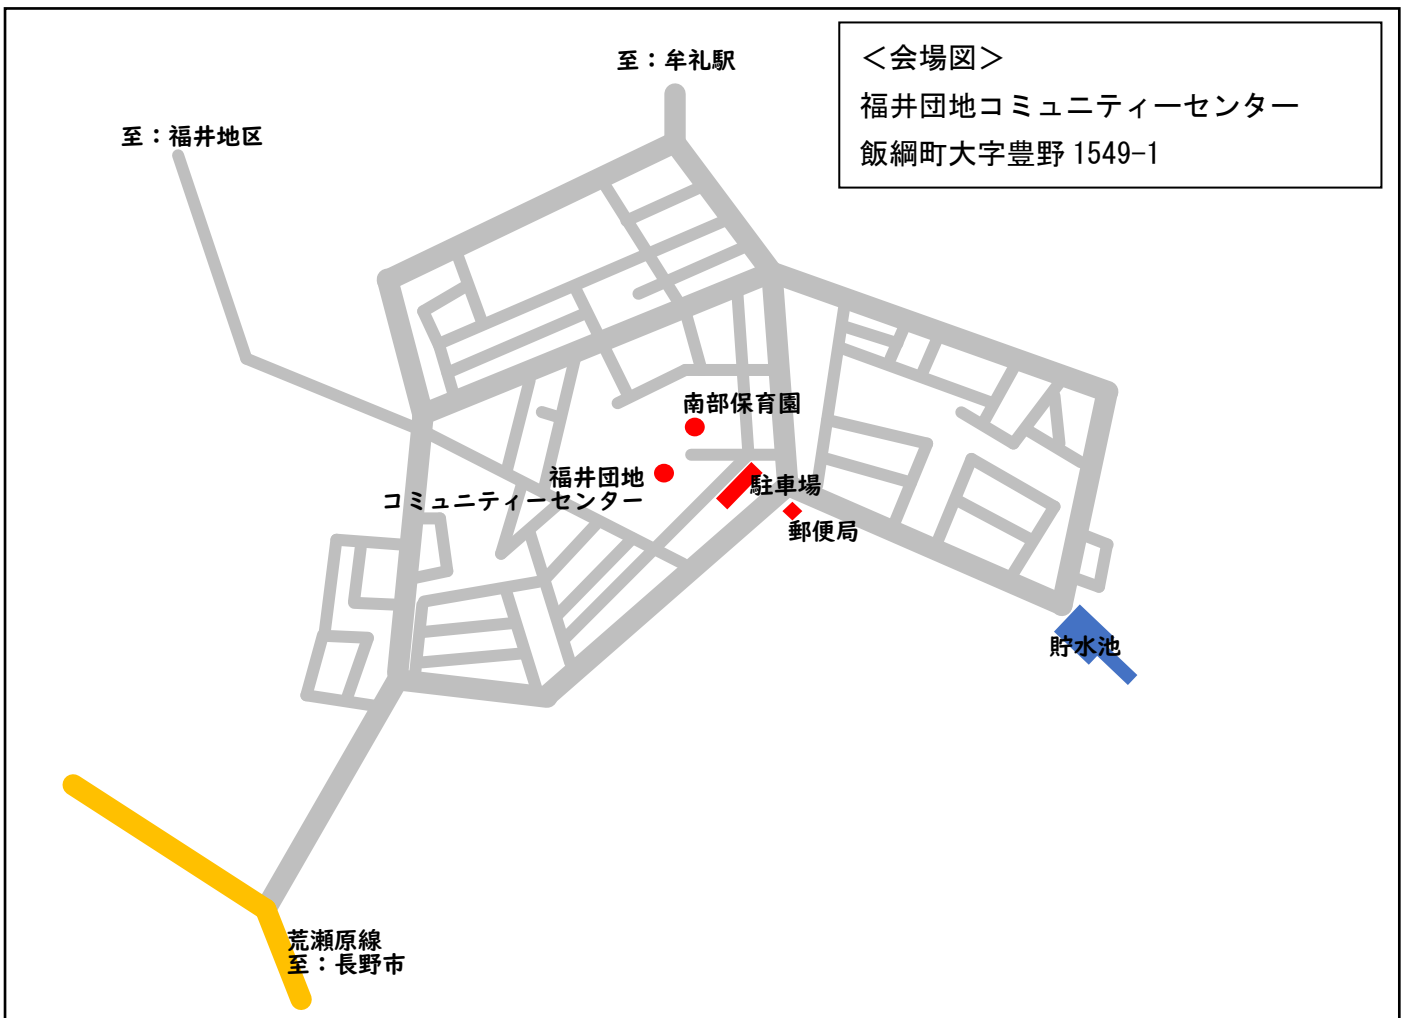 至：牟礼駅
＜会場図＞
福井団地コミュニティーセンター
飯綱町大字豊野 1549-1
至：福井地区
南部保育園
福井団地
コミュニティーセンター
駐車場
郵便局
貯水池
荒瀬原線
至：長野市